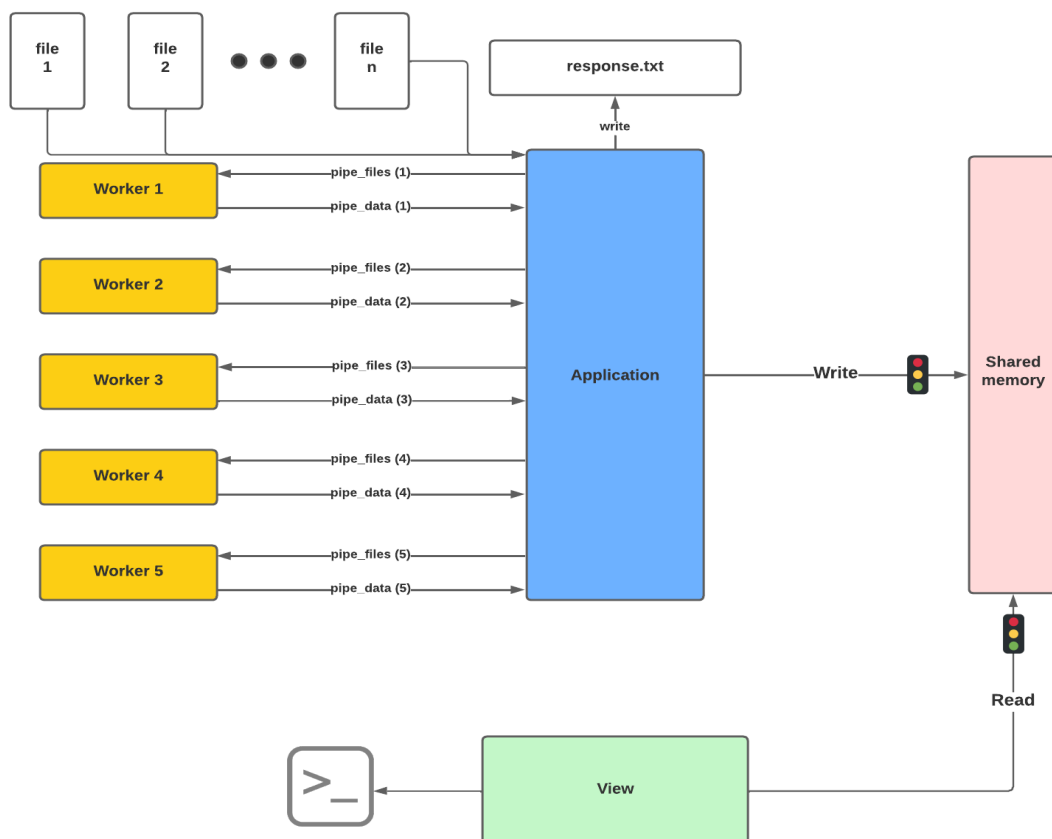 file
1
file
2
file
n
response.txt
write
Worker 1
pipe_files (1)
pipe_data (1)
Worker 2
pipe_files (2)
pipe_data (2)
Worker 3
pipe_files (3)
pipe_data (3)
Application
Write
Shared
memory
Worker 4
pipe_files (4)
pipe_data (4)
Worker 5
pipe_files (5)
pipe_data (5)
Read
>_
View